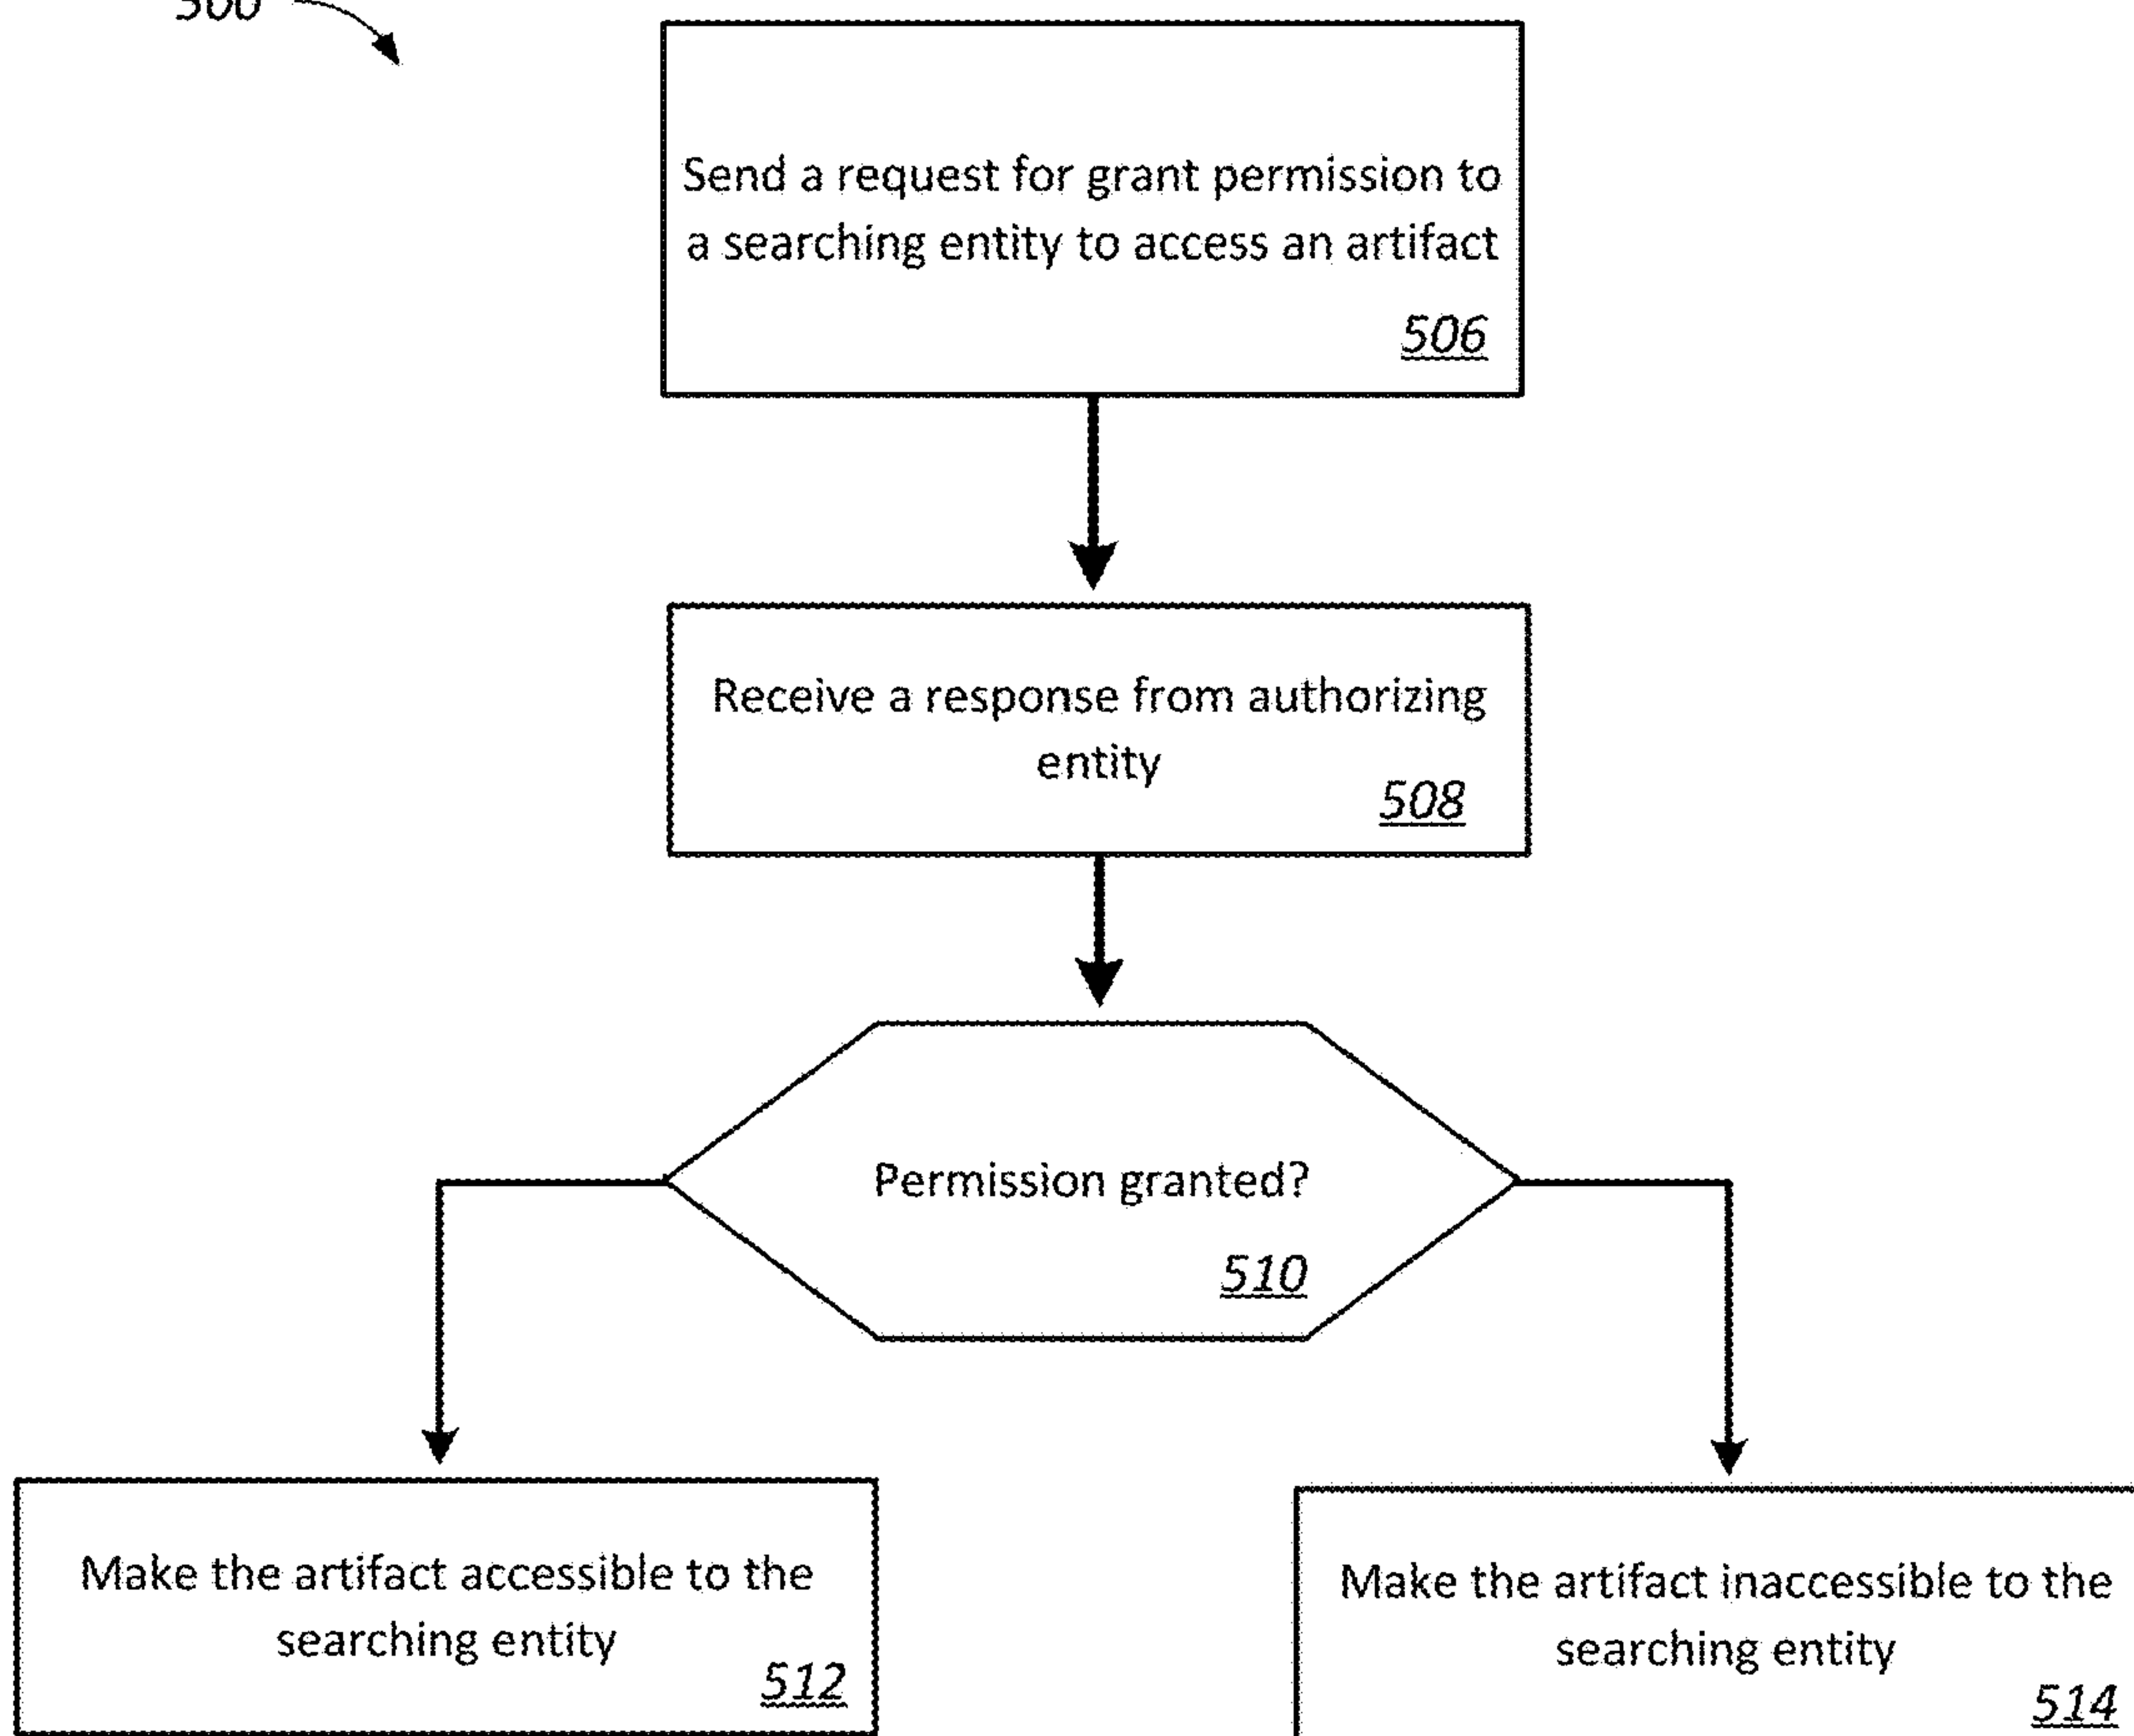 500
Send a request for grant permission to
a searching entity to access an artifact
506
Receive a response from authorizing
entity
508
Permission granted?
510
Make the artifact accessible to the
searching entity
512
Make the artifact inaccessible to the
searching entity
514